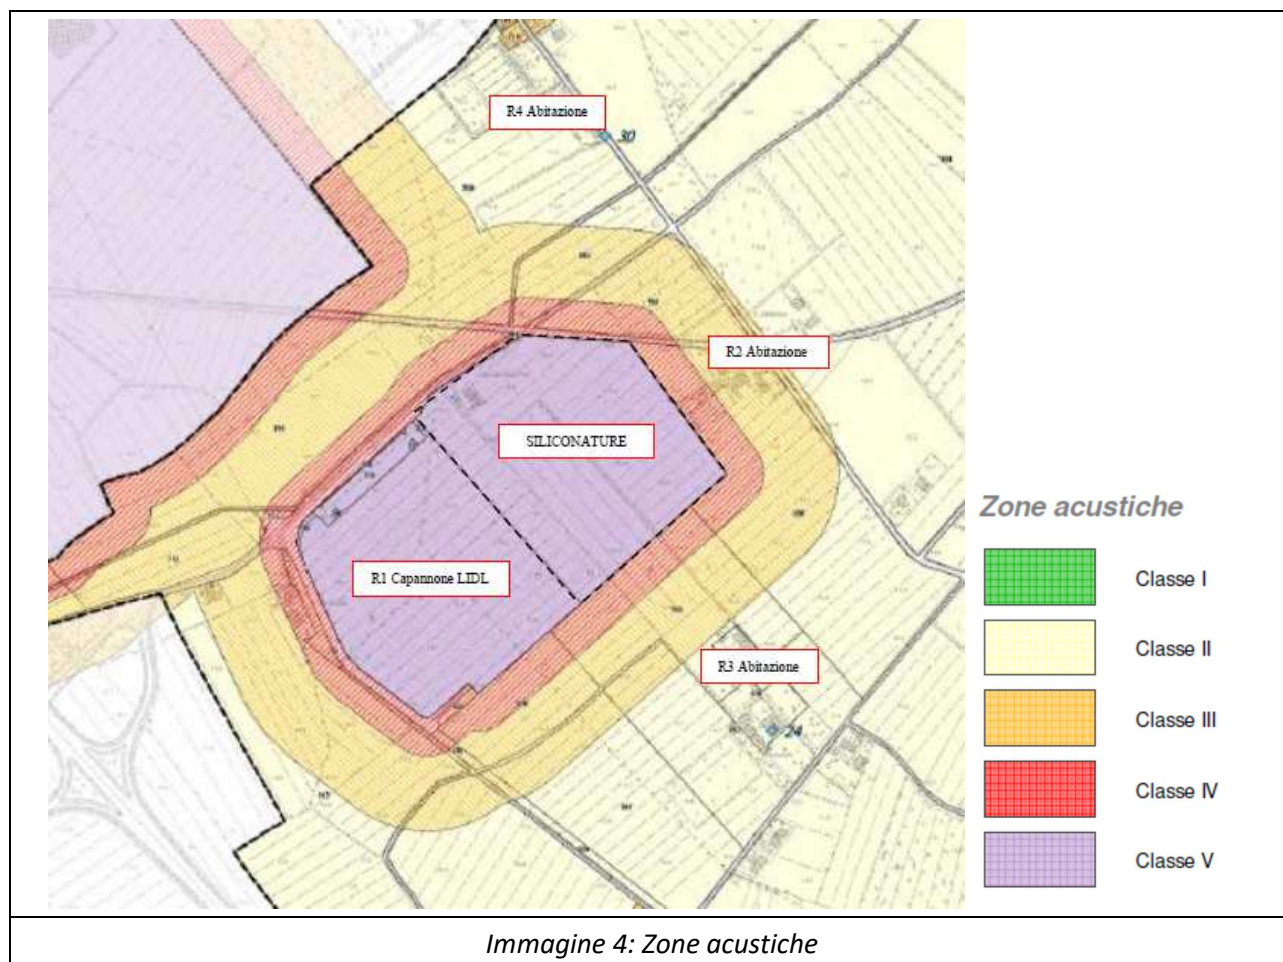 R4 Abitazione
30
R2 Abitazione
SILICONATURE
Zone acustiche
Classe I
R1 Capannone LIDL
Classe II
R3 Abitazione
24
Classe III
Classe IV
Classe V
Immagine 4: Zone acustiche